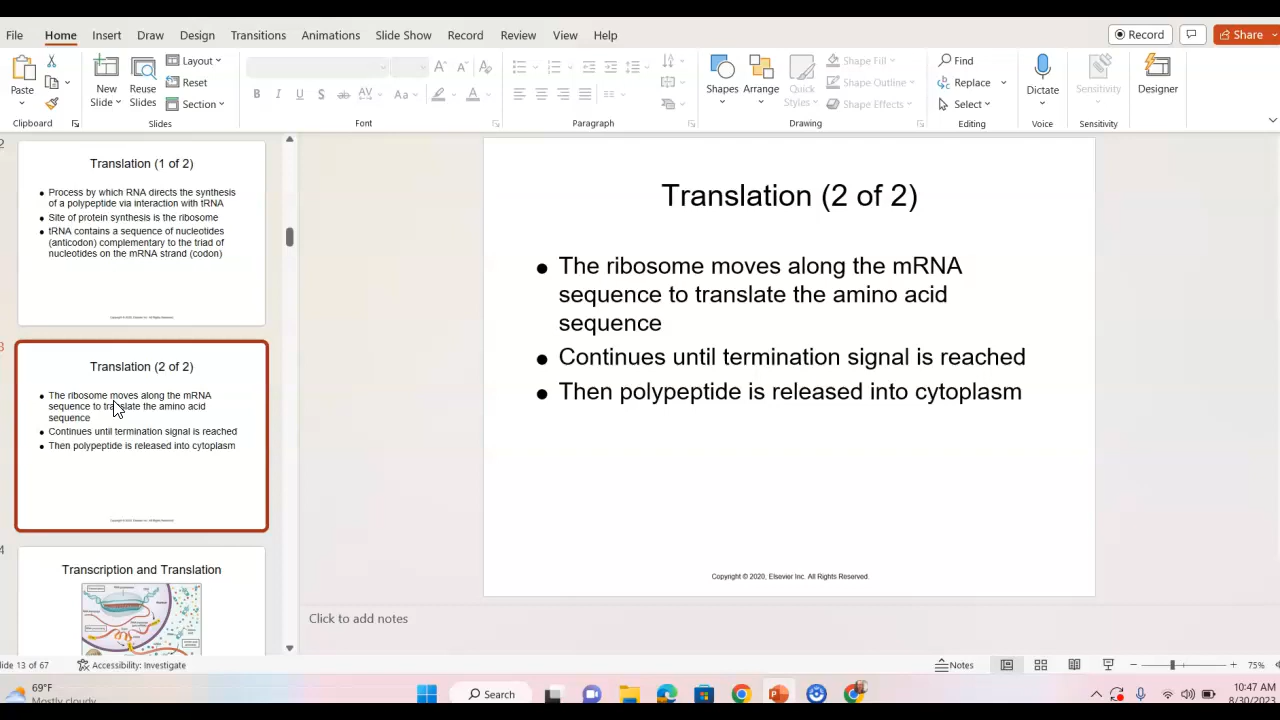 File Home Insert Draw Design Transitions Animations Slide Show Record Review View Help Record Share
Paste
New Slide
Reuse Slides
Layout
Reset
Section
Shapes
Arrange
Quick Styles
Shape Fill
Shape Outline
Shape Effects
Find
Replace
Select
Dictate
Sensitivity
Designer
Clipboard Slides Font Paragraph Drawing Editing Voice Sensitivity Designer
2
Translation (1 of 2)
Process by which RNA directs the synthesis
of a polypeptide via interaction with tRNA
Site of protein synthesis is the ribosome
tRNA contains a sequence of nucleotides
(anticodon) complementary to the triad of
nucleotides on the mRNA strand (codon)
3
Translation (2 of 2)
The ribosome moves along the mRNA
sequence to translate the amino acid
sequence
Continues until termination signal is reached
Then polypeptide is released into cytoplasm
4
Transcription and Translation
Translation (2 of 2)
The ribosome moves along the mRNA
sequence to translate the amino acid
sequence
Continues until termination signal is reached
Then polypeptide is released into cytoplasm
Copyright © 2020, Elsevier Inc. All Rights Reserved.
Click to add notes
lide 13 of 67 Accessibility: Investigate Notes 75%
69°F
Mostly cloudy
Search
10:47 AM
8/30/2023